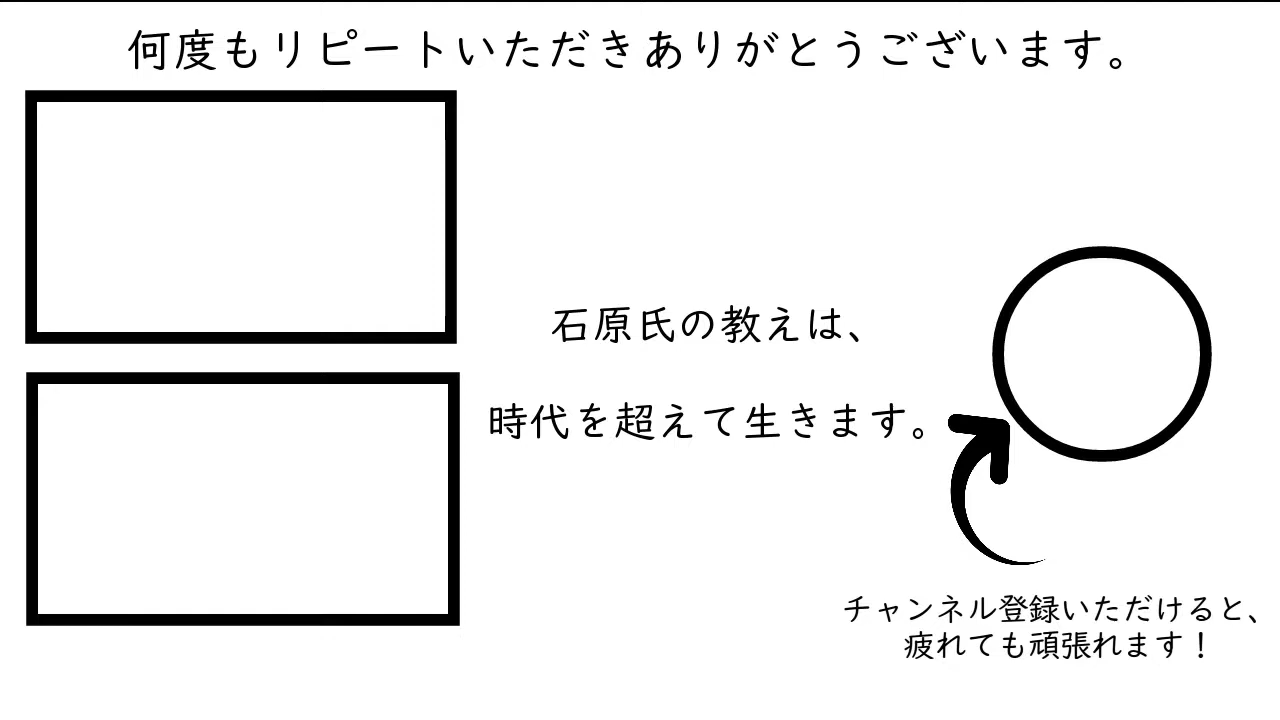 何度もリピートいただきありがとうございます。
石原氏の教えは、
時代を超えて生きます。
チャンネル登録いただけると、
疲れても頑張れます！